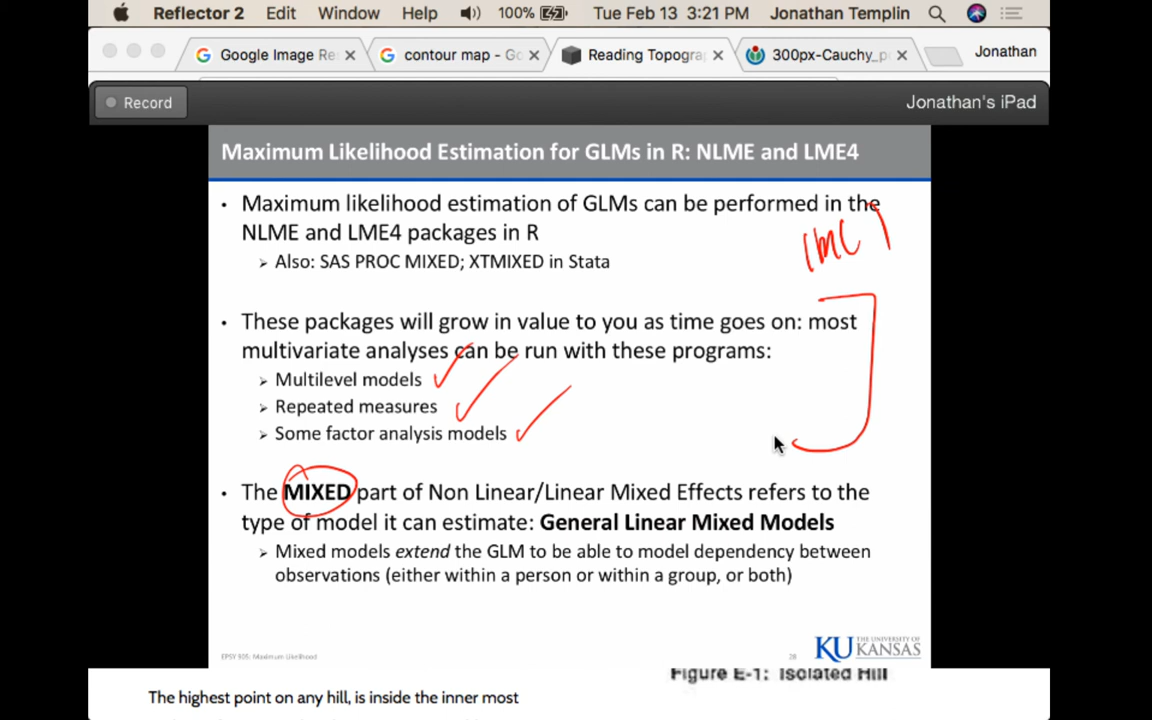 Reflector 2 Edit Window Help 100% Tue Feb 13 3:21 PM Jonathan Templin
Google Image Re contour map - Go Reading Topogra 300px-Cauchy_p Jonathan
Record Jonathan's iPad
Maximum Likelihood Estimation for GLMs in R: NLME and LME4
• Maximum likelihood estimation of GLMs can be performed in the
NLME and LME4 packages in R
➢ Also: SAS PROC MIXED; XTMIXED in Stata
• These packages will grow in value to you as time goes on: most
multivariate analyses can be run with these programs:
➢ Multilevel models
➢ Repeated measures
➢ Some factor analysis models
• The MIXED part of Non Linear/Linear Mixed Effects refers to the
type of model it can estimate: General Linear Mixed Models
➢ Mixed models extend the GLM to be able to model dependency between
observations (either within a person or within a group, or both)
EPSY 905: Maximum Likelihood 28 KU THE UNIVERSITY OF
KANSAS
Figure E-1: Isolated Hill
The highest point on any hill, is inside the inner most